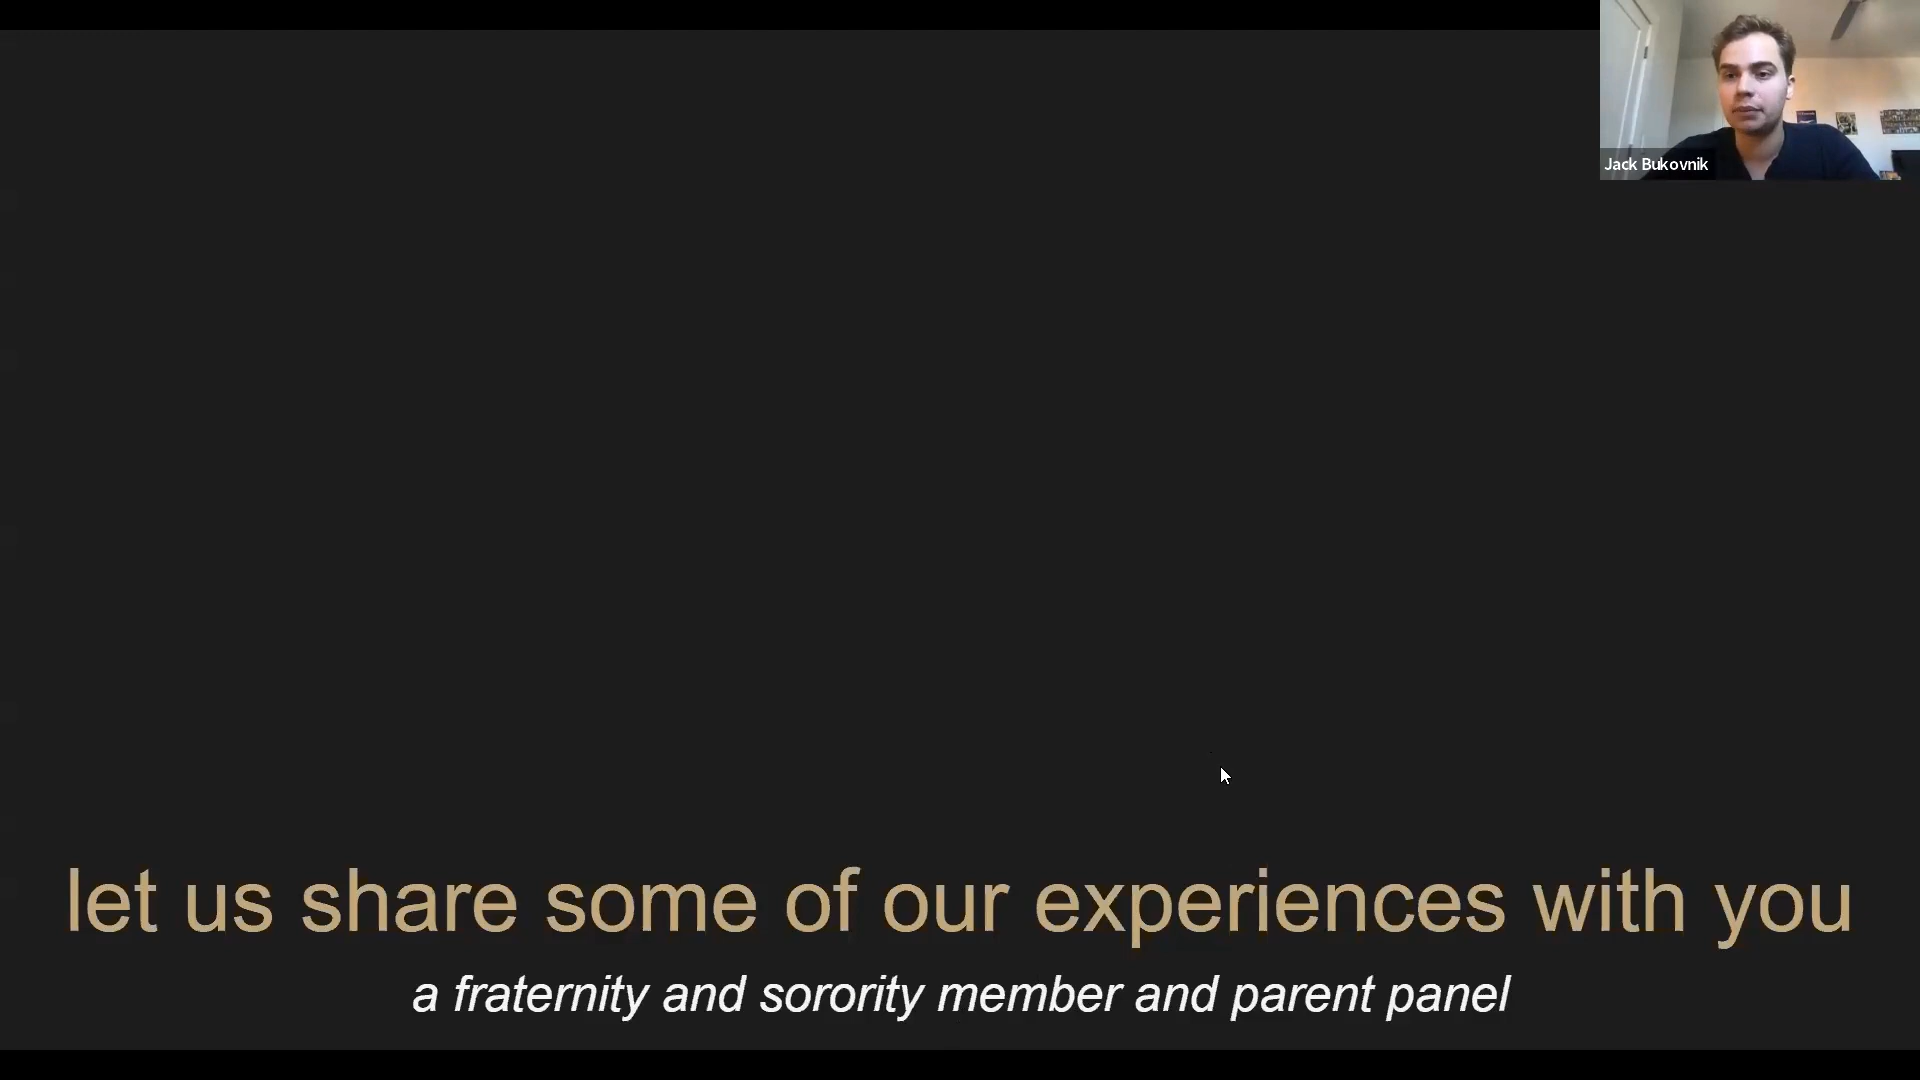 Jack Bukovnik
let us share some of our experiences with you
a fraternity and sorority member and parent panel